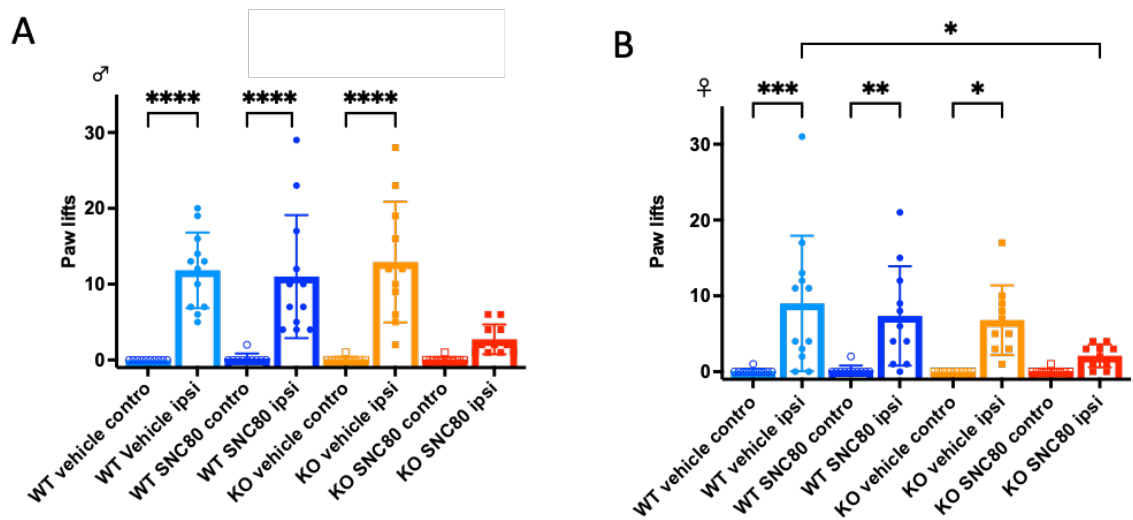 A
♂
****
****
****
30
20
10
0
Paw lifts
WT vehicle contro
WT Vehicle ipsi
WT SNC80 contro
WT SNC80 ipsi
KO vehicle contro
KO vehicle ipsi
KO SNC80 contro
KO SNC80 ipsi
B
♀
*
***
**
*
30
20
10
0
Paw lifts
WT vehicle contro
WT vehicle ipsi
WT SNC80 contro
WT SNC80 ipsi
KO vehicle contro
KO vehicle ipsi
KO SNC80 contro
KO SNC80 ipsi